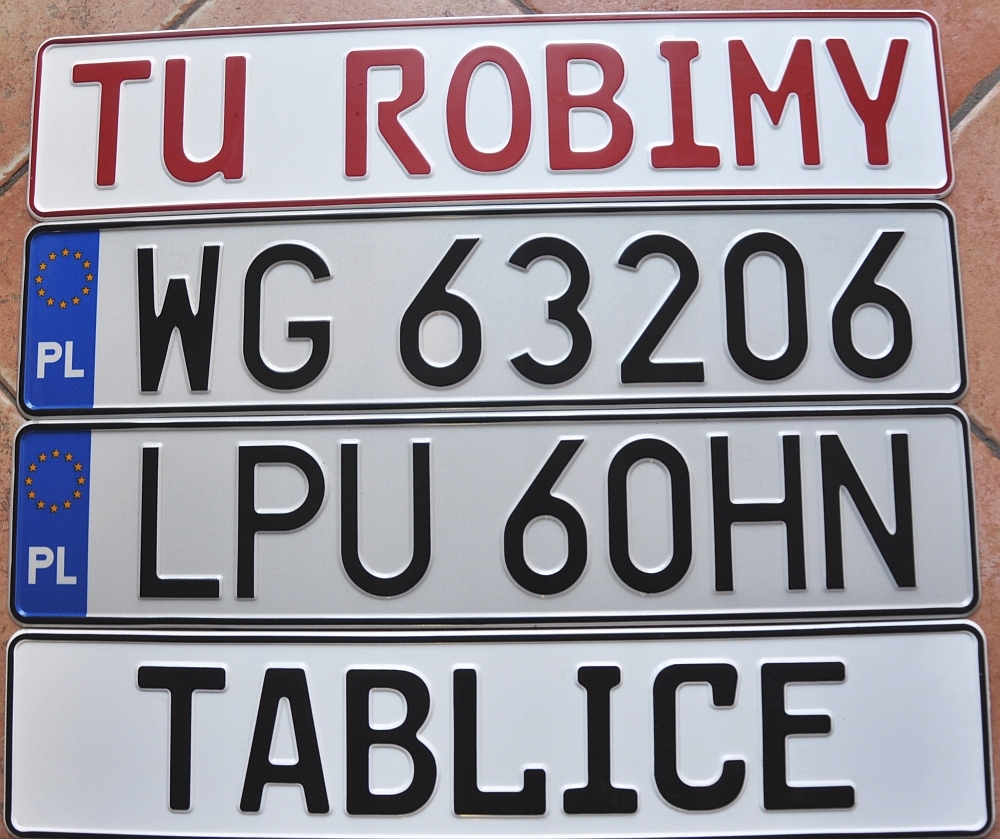 TU ROBIMY
PL WG 63206
PL LPU 60HN
TABLICE